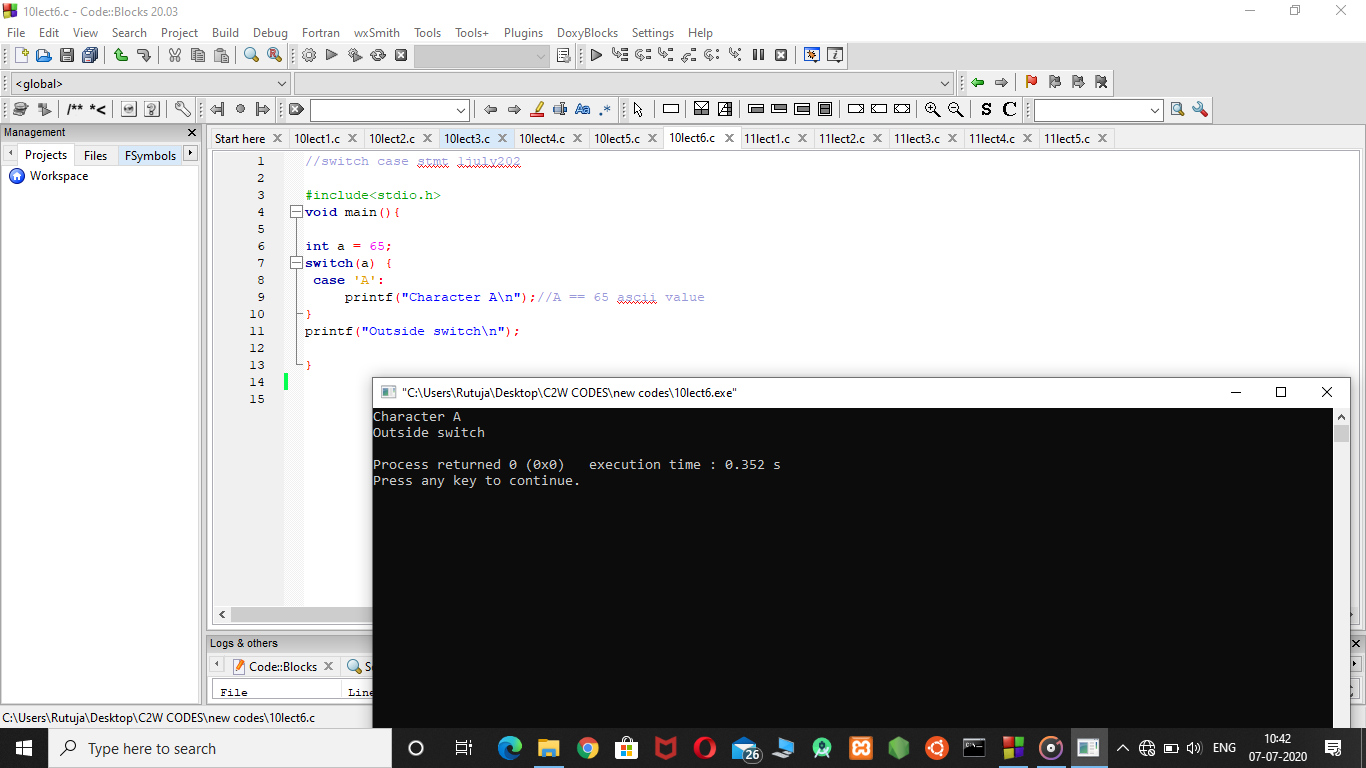 10lect6.c - Code::Blocks 20.03
File Edit View Search Project Build Debug Fortran wxSmith Tools Tools+ Plugins DoxyBlocks Settings Help
<global>
/** *< Aa .* S C
Management
Projects Files FSymbols
Workspace
Start here 10lect1.c 10lect2.c 10lect3.c 10lect4.c 10lect5.c 10lect6.c 11lect1.c 11lect2.c 11lect3.c 11lect4.c 11lect5.c
1 //switch case stmt 1july202
2
3 #include<stdio.h>
4 void main(){
5
6 int a = 65;
7 switch(a) {
8 case 'A':
9 printf("Character A\n");//A == 65 ascii value
10 }
11 printf("Outside switch\n");
12
13 }
14
15
"C:\Users\Rutuja\Desktop\C2W CODES\new codes\10lect6.exe"
Character A
Outside switch
Process returned 0 (0x0) execution time : 0.352 s
Press any key to continue.
Logs & others
Code::Blocks
File Line
C:\Users\Rutuja\Desktop\C2W CODES\new codes\10lect6.c
Type here to search
26
ENG
10:42
07-07-2020